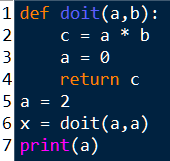 1 def doit(a,b):
2     c = a * b
3     a = 0
4     return c
5 a = 2
6 x = doit(a,a)
7 print(a)